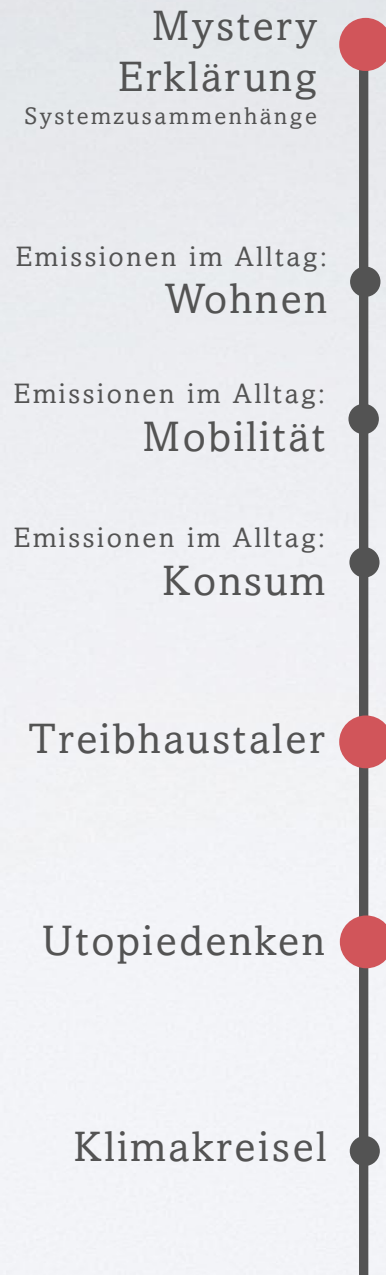 Mystery
Erklärung
Systemzusammenhänge
Emissionen im Alltag:
Wohnen
Emissionen im Alltag:
Mobilität
Emissionen im Alltag:
Konsum
Treibhaustaler
Utopiedenken
Klimakreisel